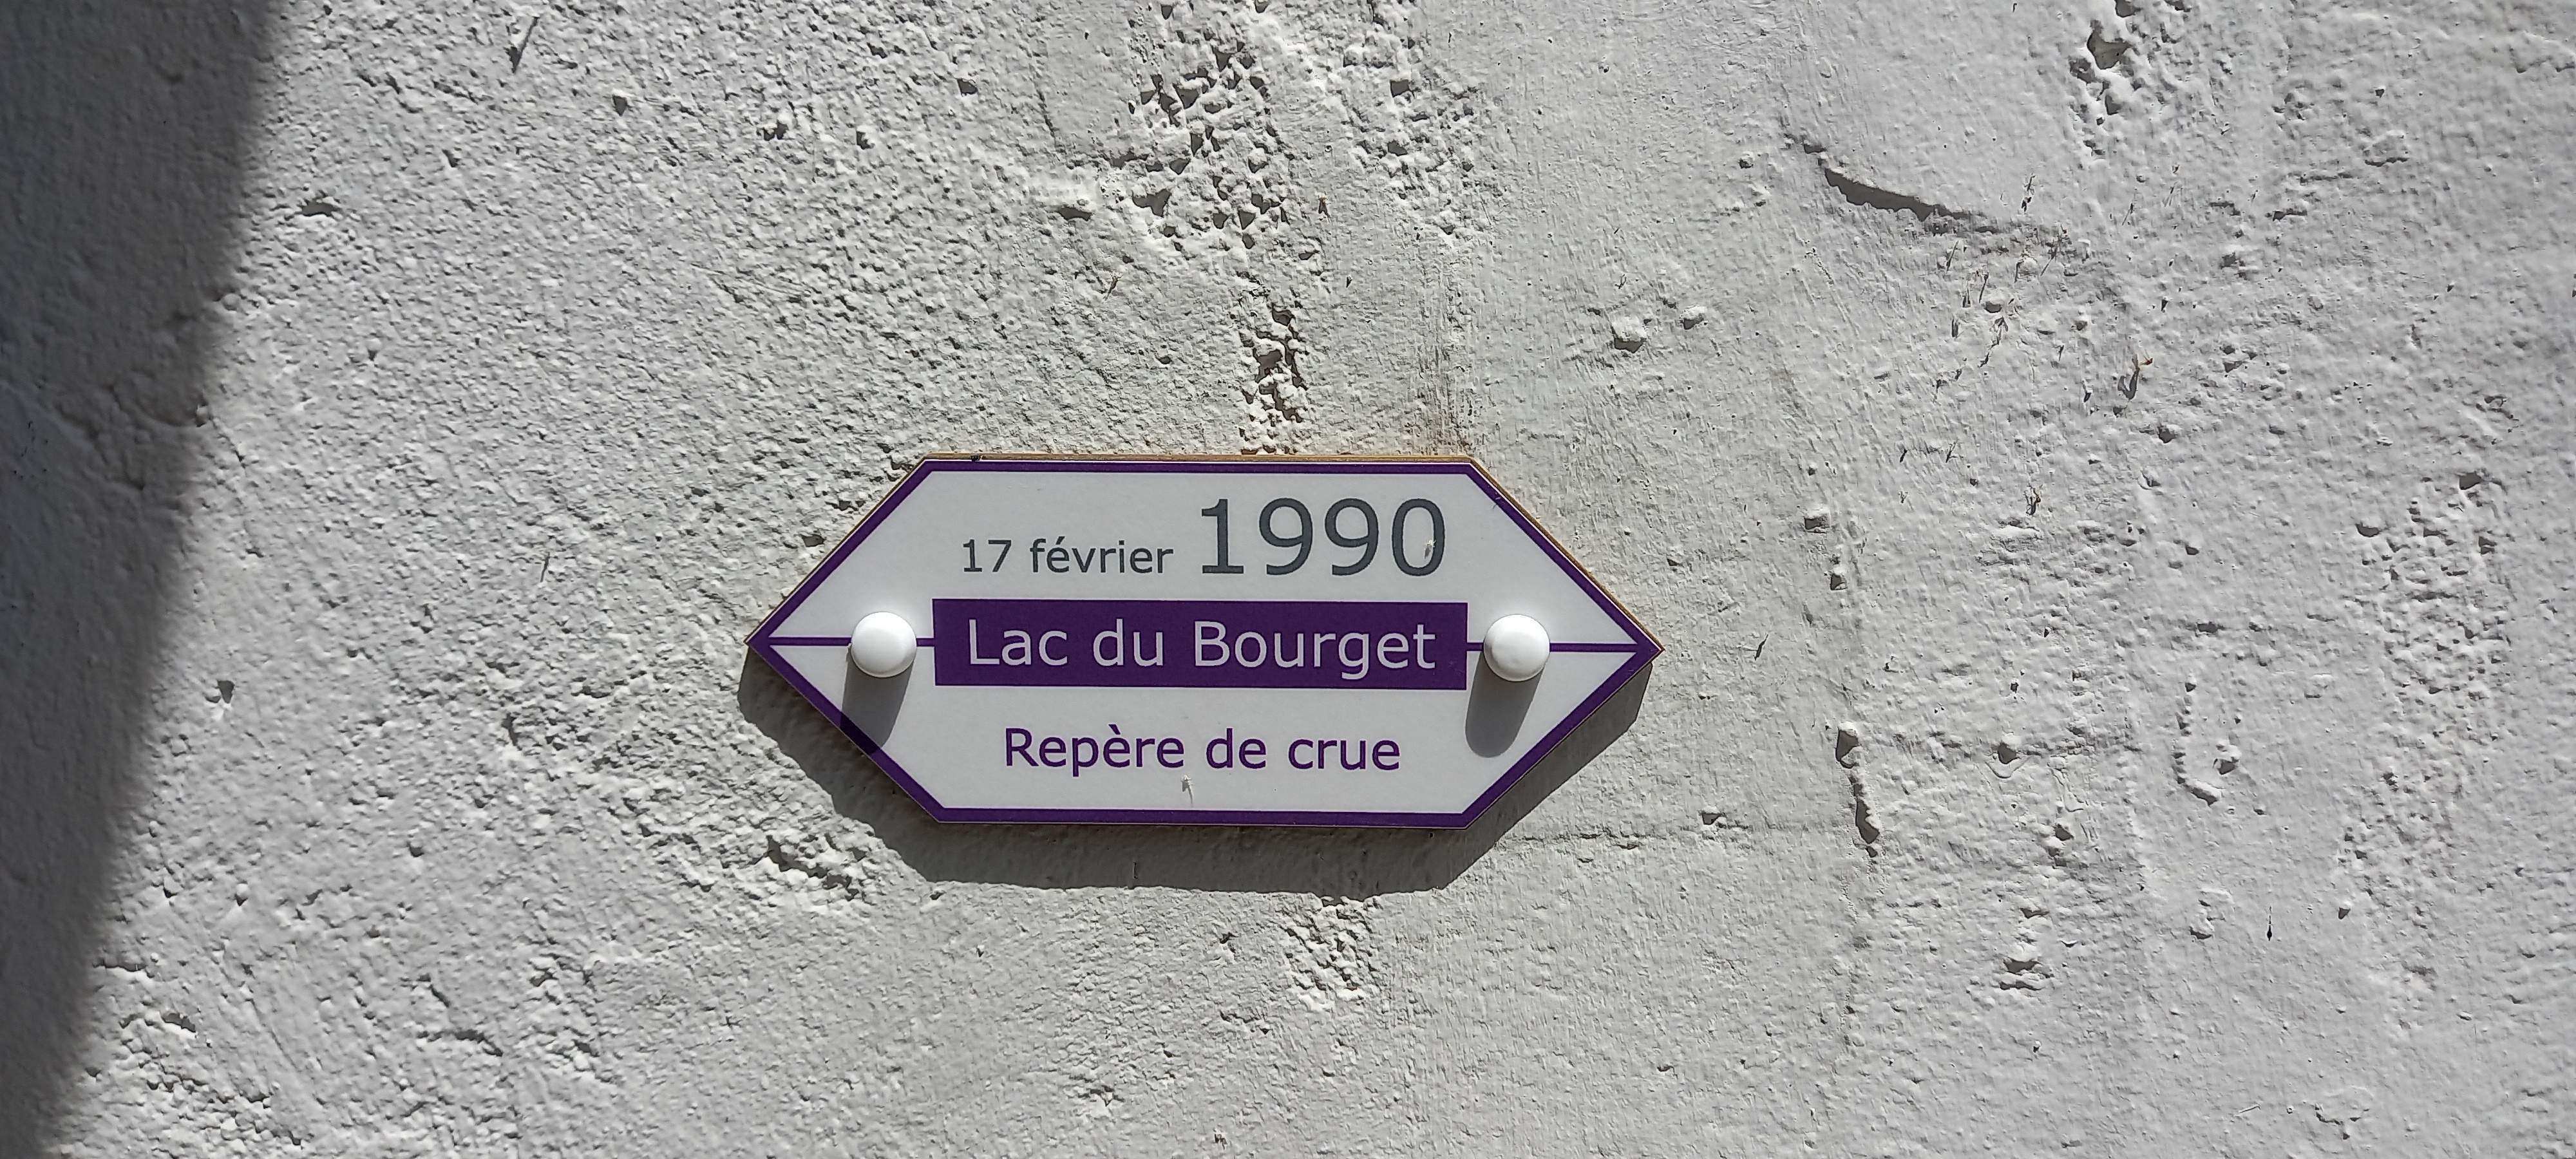 17 février 1990
Lac du Bourget
Repère de crue